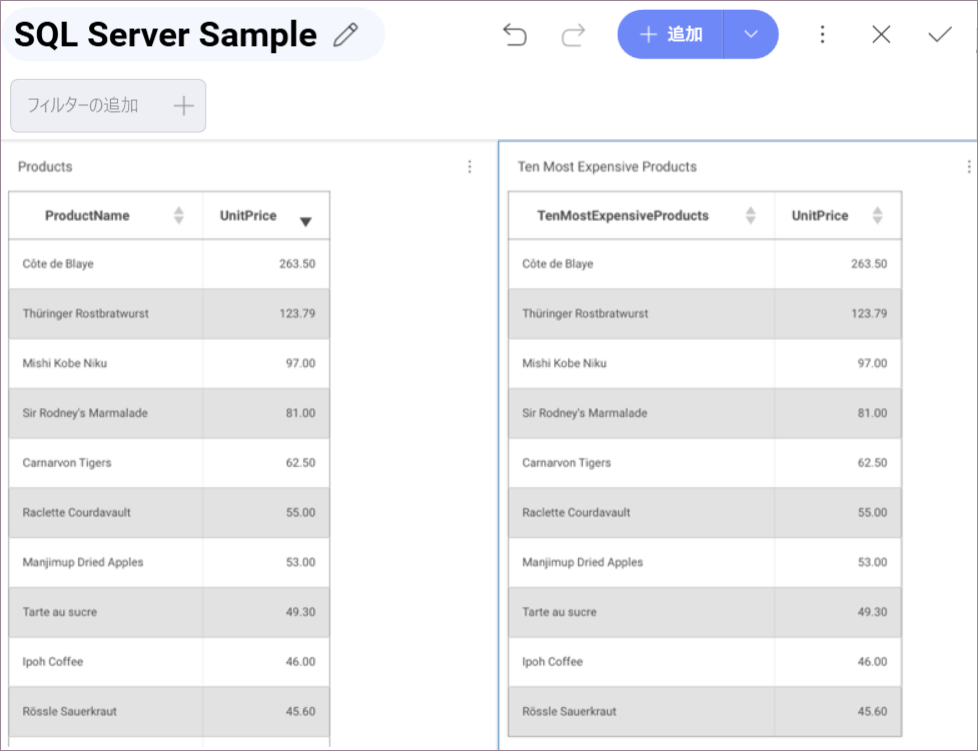 SQL Server Sample
追加
フィルターの追加
Products
ProductName UnitPrice
Côte de Blaye 263.50
Thüringer Rostbratwurst 123.79
Mishi Kobe Niku 97.00
Sir Rodney's Marmalade 81.00
Carnarvon Tigers 62.50
Raclette Courdavault 55.00
Manjimup Dried Apples 53.00
Tarte au sucre 49.30
Ipoh Coffee 46.00
Rössle Sauerkraut 45.60
Ten Most Expensive Products
TenMostExpensiveProducts UnitPrice
Côte de Blaye 263.50
Thüringer Rostbratwurst 123.79
Mishi Kobe Niku 97.00
Sir Rodney's Marmalade 81.00
Carnarvon Tigers 62.50
Raclette Courdavault 55.00
Manjimup Dried Apples 53.00
Tarte au sucre 49.30
Ipoh Coffee 46.00
Rössle Sauerkraut 45.60